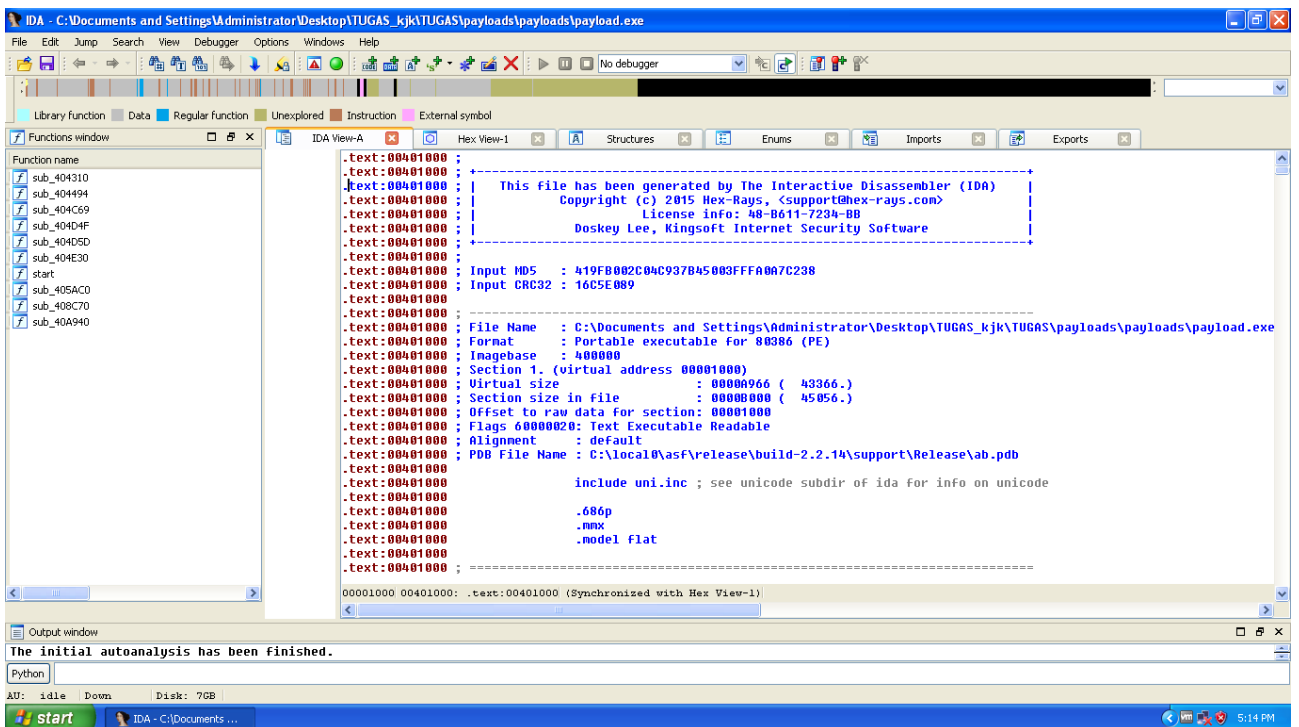 IDA - C:\Documents and Settings\Administrator\Desktop\TUGAS_kjk\TUGAS\payloads\payloads\payload.exe
File Edit Jump Search View Debugger Options Windows Help
No debugger
Library function Data Regular function Unexplored Instruction External symbol
Functions window
IDA View-A Hex View-1 Structures Enums Imports Exports
Function name
sub_404310
sub_404494
sub_404C69
sub_404D4F
sub_404D5D
sub_404E30
start
sub_405AC0
sub_408C70
sub_40A940
.text:00401000 ;
.text:00401000 ; +-------------------------------------------------------------------------+
.text:00401000 ; | This file has been generated by The Interactive Disassembler (IDA) |
.text:00401000 ; | Copyright (c) 2015 Hex-Rays, <support@hex-rays.com> |
.text:00401000 ; | License info: 48-B611-7234-BB |
.text:00401000 ; | Doskey Lee, Kingsoft Internet Security Software |
.text:00401000 ; +-------------------------------------------------------------------------+
.text:00401000 ;
.text:00401000 ; Input MD5 : 419FB002C04C937B45003FFFA0A7C238
.text:00401000 ; Input CRC32 : 16C5E089
.text:00401000
.text:00401000 ; ---------------------------------------------------------------------------
.text:00401000 ; File Name : C:\Documents and Settings\Administrator\Desktop\TUGAS_kjk\TUGAS\payloads\payloads\payload.exe
.text:00401000 ; Format : Portable executable for 80386 (PE)
.text:00401000 ; Imagebase : 400000
.text:00401000 ; Section 1. (virtual address 00001000)
.text:00401000 ; Virtual size : 0000A966 ( 43366.)
.text:00401000 ; Section size in file : 0000B000 ( 45056.)
.text:00401000 ; Offset to raw data for section: 00001000
.text:00401000 ; Flags 60000020: Text Executable Readable
.text:00401000 ; Alignment : default
.text:00401000 ; PDB File Name : C:\local0\asf\release\build-2.2.14\support\Release\ab.pdb
.text:00401000
.text:00401000 include uni.inc ; see unicode subdir of ida for info on unicode
.text:00401000
.text:00401000 .686p
.text:00401000 .mmx
.text:00401000 .model flat
.text:00401000
.text:00401000 ; ===========================================================================
00001000 00401000: .text:00401000 (Synchronized with Hex View-1)
Output window
The initial autoanalysis has been finished.
Python
AU: idle Down Disk: 7GB
start IDA - C:\Documents ... 5:14 PM